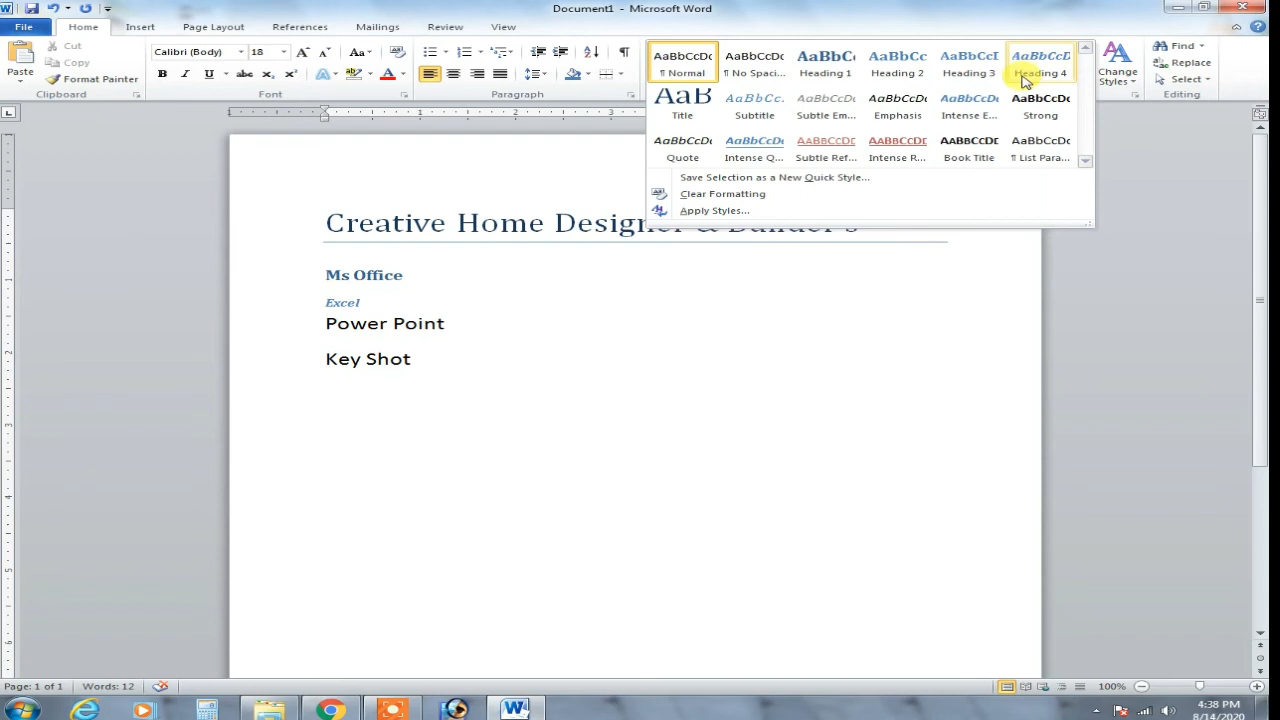 Document1 - Microsoft Word
File Home Insert Page Layout References Mailings Review View
Paste
Cut
Copy
Format Painter
Clipboard
Calibri (Body) 18
Font
Paragraph
AaBbCcDc AaBbCcDc AaBbC AaBbCc AaBbCcI AaBbCcD
¶ Normal ¶ No Spaci... Heading 1 Heading 2 Heading 3 Heading 4
AaB AaBbCc. AaBbCcDc AaBbCcDc AaBbCcDc AaBbCcDc
Title Subtitle Subtle Em... Emphasis Intense E... Strong
AaBbCcDc AaBbCcDc AABBCCDC AABBCCDC AABBCCDC AaBbCcDc
Quote Intense Q... Subtle Ref... Intense R... Book Title ¶ List Para...
Save Selection as a New Quick Style...
Clear Formatting
Apply Styles...
Change
Styles
Find
Replace
Select
Editing
Ms Office
Excel
Power Point
Key Shot
Creative Home Designer & Builder's
Page: 1 of 1 Words: 12 100%
4:38 PM
8/14/2020